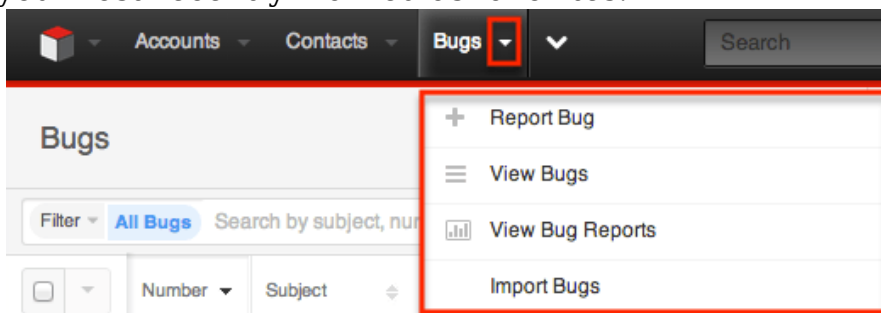 Accounts Contacts Bugs Search
Bugs
Report Bug
View Bugs
Filter All Bugs Search by subject, nur
View Bug Reports
Number Subject
Import Bugs